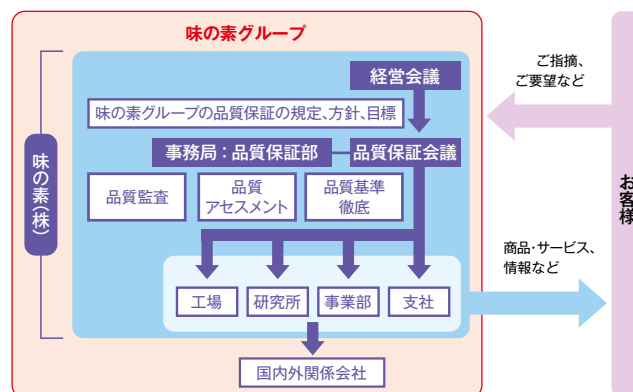 味の素グループ
経営会議
ご指摘、
ご要望など
味の素グループの品質保証の規定、方針、目標
味の素(株)
事務局：品質保証部
品質保証会議
品質監査
品質
アセスメント
品質基準
徹底
お客様
商品・サービス、
情報など
工場
研究所
事業部
支社
国内外関係会社